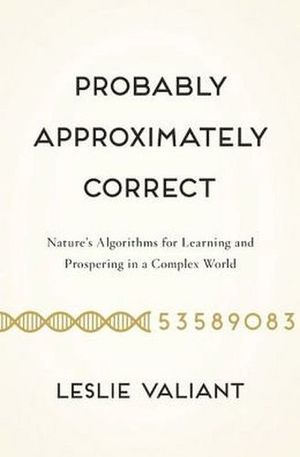 PROBABLY
APPROXIMATELY
CORRECT
Nature's Algorithms for Learning and
Prospering in a Complex World
53589083
LESLIE VALIANT